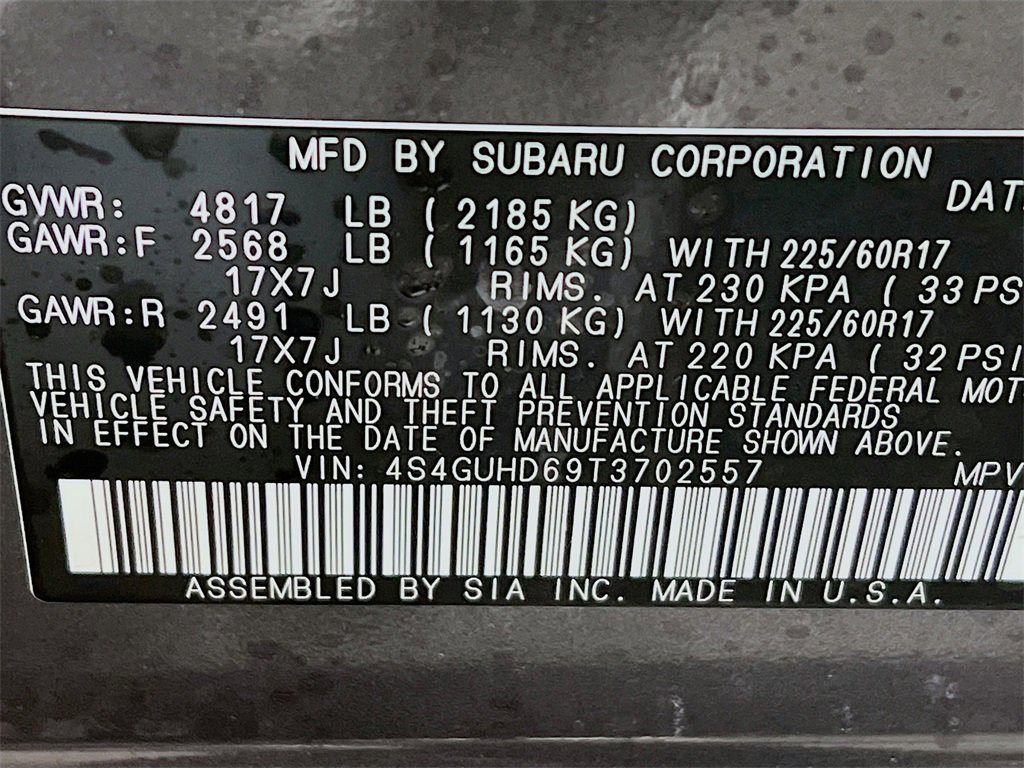 MFD BY SUBARU CORPORATION
DAT
GVWR: 4817 LB ( 2185 KG)
GAWR:F 2568 LB ( 1165 KG) WITH 225/60R17
17X7J RIMS. AT 230 KPA ( 33 PS
GAWR:R 2491 LB ( 1130 KG) WITH 225/60R17
17X7J RIMS. AT 220 KPA ( 32 PSI
THIS VEHICLE CONFORMS TO ALL APPLICABLE FEDERAL MOT
VEHICLE SAFETY AND THEFT PREVENTION STANDARDS
IN EFFECT ON THE DATE OF MANUFACTURE SHOWN ABOVE.
VIN: 4S4GUHD69T3702557 MPV
ASSEMBLED BY SIA INC. MADE IN U.S.A.